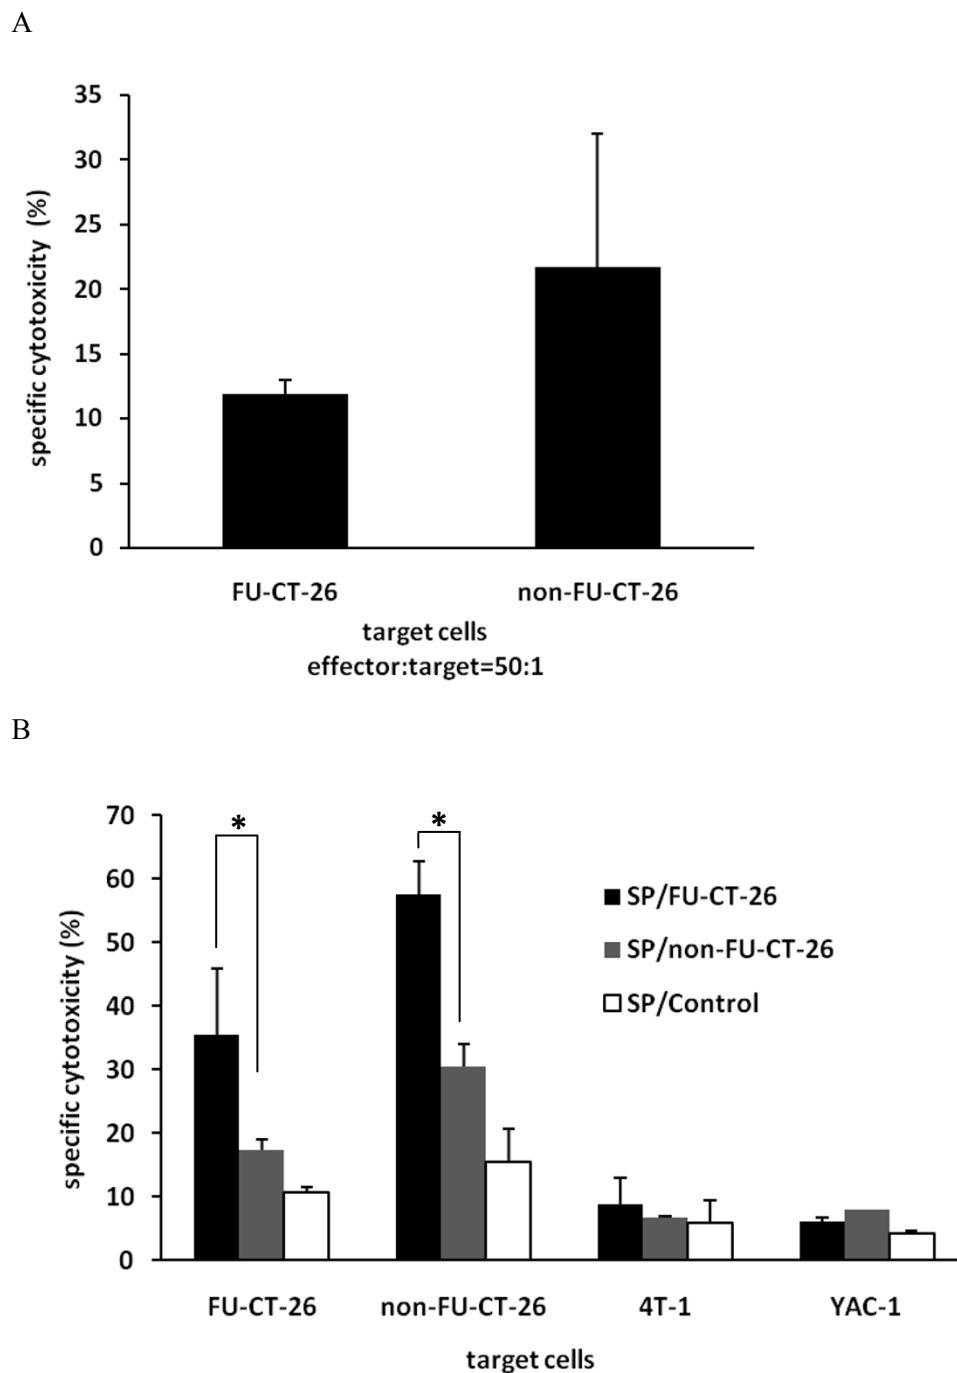 A
35
30
25
20
15
10
5
0
specific cytotoxicity (%)
FU-CT-26 non-FU-CT-26
target cells
effector:target=50:1
B
70
60
50
40
30
20
10
0
specific cytotoxicity (%)
* *
SP/FU-CT-26
SP/non-FU-CT-26
SP/Control
FU-CT-26 non-FU-CT-26 4T-1 YAC-1
target cells